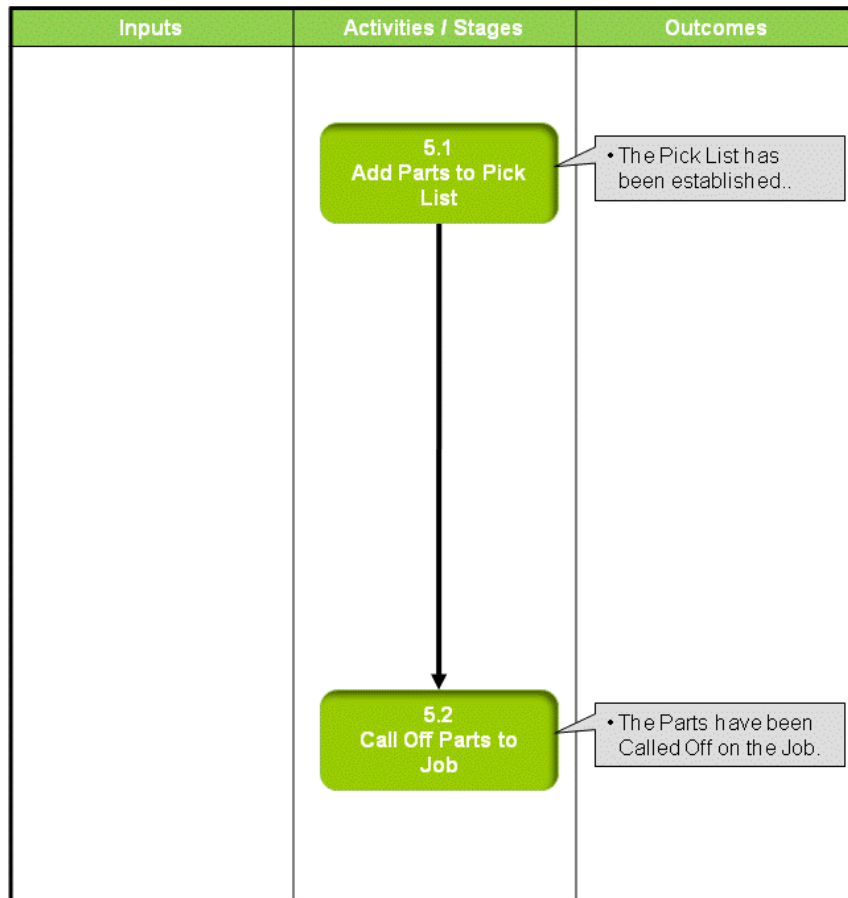 Inputs
Activities / Stages
Outcomes
5.1
Add Parts to Pick
List
• The Pick List has
been established..
5.2
Call Off Parts to
Job
• The Parts have been
Called Off on the Job.